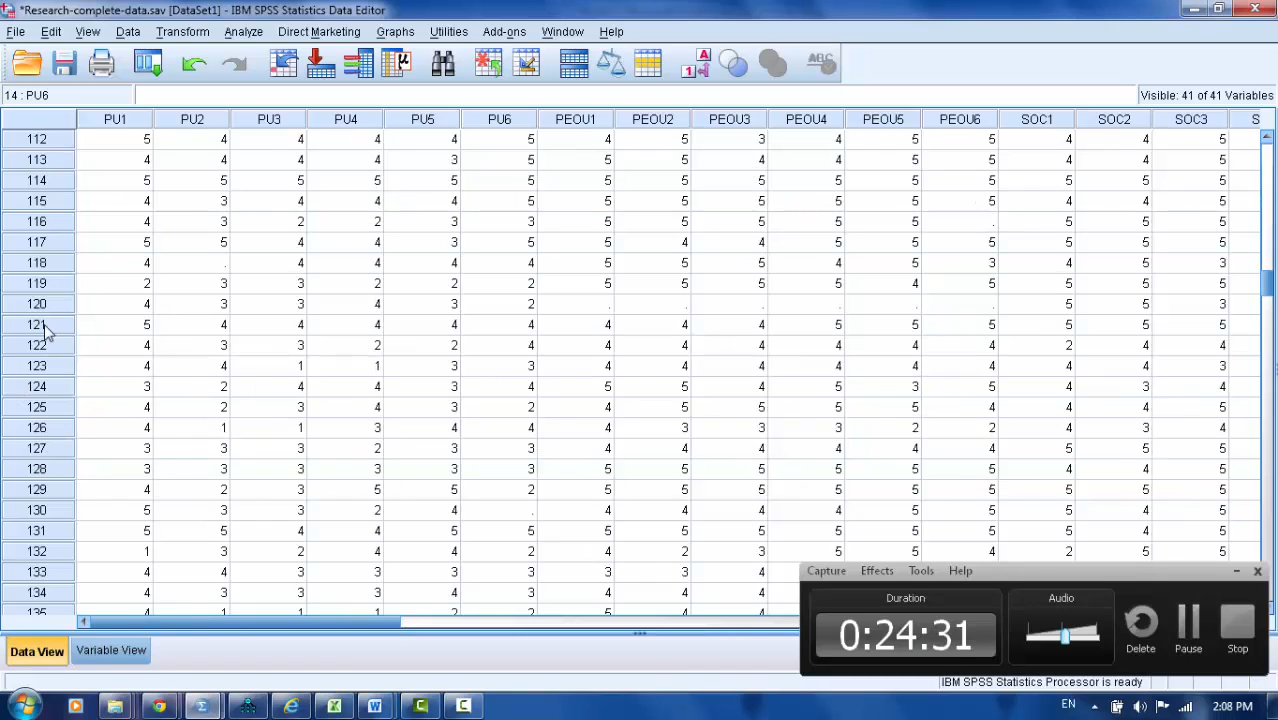 *Research-complete-data.sav [DataSet1] - IBM SPSS Statistics Data Editor
File Edit View Data Transform Analyze Direct Marketing Graphs Utilities Add-ons Window Help
14 : PU6 Visible: 41 of 41 Variables
PU1 PU2 PU3 PU4 PU5 PU6 PEOU1 PEOU2 PEOU3 PEOU4 PEOU5 PEOU6 SOC1 SOC2 SOC3 S
112 5 4 4 4 4 5 4 5 3 4 5 5 4 4 5
113 4 4 4 4 3 5 5 5 4 4 5 5 4 4 5
114 5 5 5 5 5 5 5 5 5 5 5 5 5 5 5
115 4 3 4 4 4 5 5 5 5 5 5 5 4 4 5
116 4 3 2 2 3 3 5 5 5 5 5 . 5 5 5
117 5 5 4 4 3 5 5 4 4 5 5 5 5 5 5
118 4 . 4 4 4 4 5 5 5 4 5 3 4 5 3
119 2 3 3 2 2 2 5 5 5 5 5 5 5 5 5
120 4 3 3 4 3 2 . . . . . . 5 5 3
121 5 4 4 4 4 4 4 4 4 5 5 5 5 5 5
122 4 3 3 2 2 4 4 4 4 4 4 4 2 4 4
123 4 4 1 1 3 3 4 4 4 4 4 4 4 4 3
124 3 2 4 4 3 4 5 5 4 5 3 5 4 3 4
125 4 2 3 4 3 2 4 5 5 5 5 4 4 4 5
126 4 1 1 3 4 4 4 3 3 3 2 2 4 3 4
127 3 3 3 2 3 3 4 4 4 4 4 4 5 5 5
128 3 3 3 3 3 3 5 5 5 5 5 5 4 4 5
129 4 2 3 5 5 2 5 5 5 5 5 5 5 5 5
130 5 3 3 2 4 . 4 4 4 4 5 5 5 5 5
131 5 5 4 4 5 5 5 5 5 5 5 5 5 5 5
132 1 3 2 4 4 2 4 2 3 5 5 4 2 5 5
133 4 4 3 3 3 3 3 3 4
134 4 3 3 3 4 3 4 4 4
135 4 1 1 1 2 2 5 4
Capture Effects Tools Help
Duration Audio
0:24:31
Delete Pause Stop
Data View Variable View
IBM SPSS Statistics Processor is ready
EN 2:08 PM